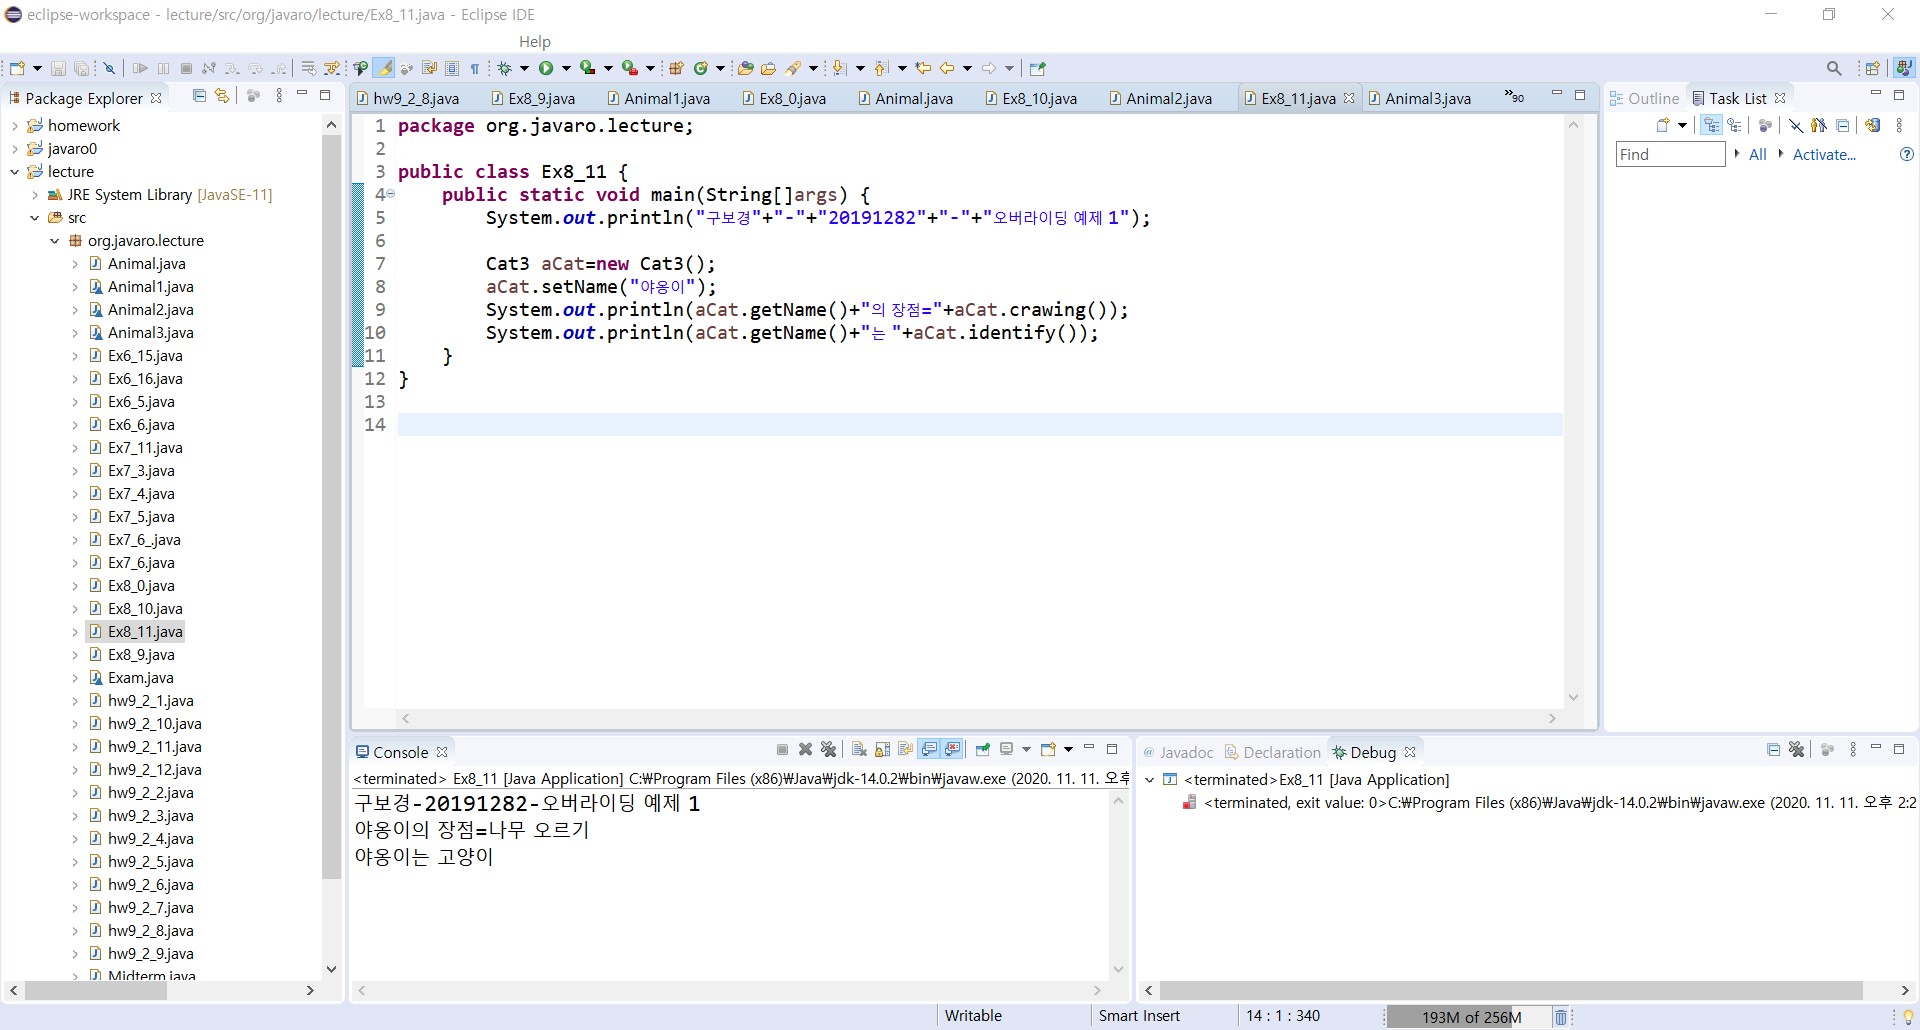 eclipse-workspace - lecture/src/org/javaro/lecture/Ex8_11.java - Eclipse IDE
Help
Package Explorer
homework
javaro0
lecture
JRE System Library [JavaSE-11]
src
org.javaro.lecture
Animal.java
Animal1.java
Animal2.java
Animal3.java
Ex6_15.java
Ex6_16.java
Ex6_5.java
Ex6_6.java
Ex7_11.java
Ex7_3.java
Ex7_4.java
Ex7_5.java
Ex7_6_.java
Ex7_6.java
Ex8_0.java
Ex8_10.java
Ex8_11.java
Ex8_9.java
Exam.java
hw9_2_1.java
hw9_2_10.java
hw9_2_11.java
hw9_2_12.java
hw9_2_2.java
hw9_2_3.java
hw9_2_4.java
hw9_2_5.java
hw9_2_6.java
hw9_2_7.java
hw9_2_8.java
hw9_2_9.java
Midterm.java
hw9_2_8.java Ex8_9.java Animal1.java Ex8_0.java Animal.java Ex8_10.java Animal2.java Ex8_11.java Animal3.java »90
1 package org.javaro.lecture;
2
3 public class Ex8_11 {
4 public static void main(String[]args) {
5 System.out.println("구보경"+"-"+"20191282"+"-"+"오버라이딩 예제 1");
6
7 Cat3 aCat=new Cat3();
8 aCat.setName("야옹이");
9 System.out.println(aCat.getName()+"의 장점="+aCat.crawing());
10 System.out.println(aCat.getName()+"는 "+aCat.identify());
11 }
12 }
13
14
Outline Task List
Find All Activate...
Console
<terminated> Ex8_11 [Java Application] C:₩Program Files (x86)₩Java₩jdk-14.0.2₩bin₩javaw.exe (2020. 11. 11. 오후
구보경-20191282-오버라이딩 예제 1
야옹이의 장점=나무 오르기
야옹이는 고양이
Javadoc Declaration Debug
<terminated>Ex8_11 [Java Application]
<terminated, exit value: 0>C:₩Program Files (x86)₩Java₩jdk-14.0.2₩bin₩javaw.exe (2020. 11. 11. 오후 2:2
Writable Smart Insert 14 : 1 : 340 193M of 256M